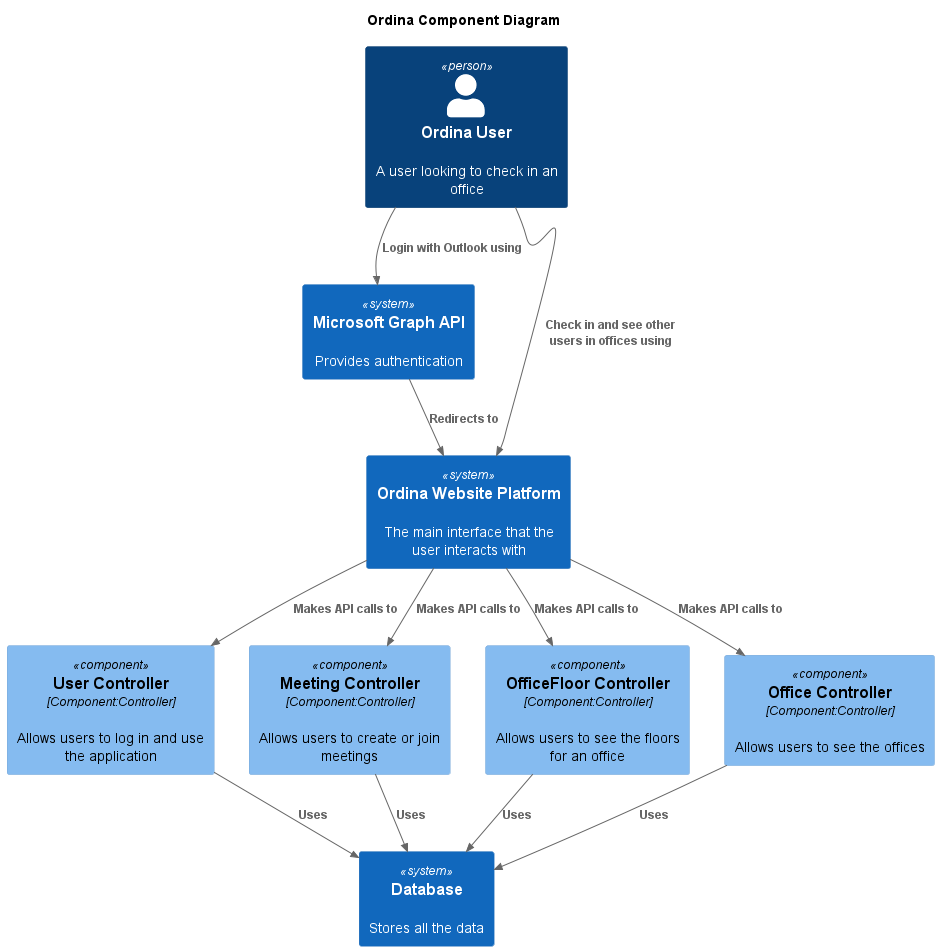 Ordina Component Diagram
«person»
Ordina User
A user looking to check in an
office
Login with Outlook using
«system»
Microsoft Graph API
Provides authentication
Check in and see other
users in offices using
Redirects to
«system»
Ordina Website Platform
The main interface that the
user interacts with
Makes API calls to
Makes API calls to
Makes API calls to
Makes API calls to
«component»
User Controller
[Component:Controller]
Allows users to log in and use
the application
«component»
Meeting Controller
[Component:Controller]
Allows users to create or join
meetings
«component»
OfficeFloor Controller
[Component:Controller]
Allows users to see the floors
for an office
«component»
Office Controller
[Component:Controller]
Allows users to see the offices
Uses
Uses
Uses
Uses
«system»
Database
Stores all the data